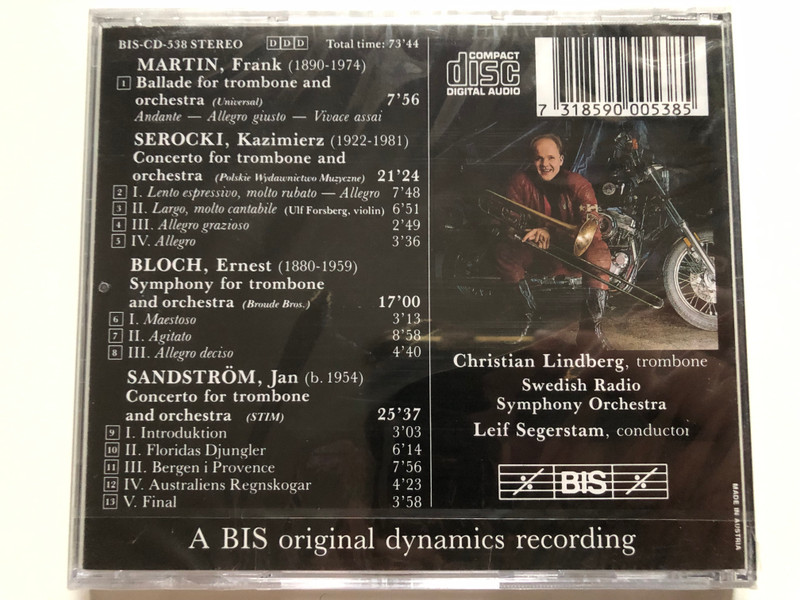 BIS-CD-538 STEREO DDD Total time: 73'44
MARTIN, Frank (1890-1974)
1 Ballade for trombone and
orchestra (Universal) 7'56
Andante — Allegro giusto — Vivace assai
SEROCKI, Kazimierz (1922-1981)
Concerto for trombone and
orchestra (Polskie Wydawnictwo Muzyczne) 21'24
2 I. Lento espressivo, molto rubato — Allegro 7'48
3 II. Largo, molto cantabile (Ulf Forsberg, violin) 6'51
4 III. Allegro grazioso 2'49
5 IV. Allegro 3'36
BLOCH, Ernest (1880-1959)
Symphony for trombone
and orchestra (Broude Bros.) 17'00
6 I. Maestoso 3'13
7 II. Agitato 8'58
8 III. Allegro deciso 4'40
SANDSTRÖM, Jan (b. 1954)
Concerto for trombone
and orchestra (STIM) 25'37
9 I. Introduktion 3'03
10 II. Floridas Djungler 6'14
11 III. Bergen i Provence 7'56
12 IV. Australiens Regnskogar 4'23
13 V. Final 3'58
COMPACT
disc
DIGITAL AUDIO
7 318590 005385
Christian Lindberg, trombone
Swedish Radio
Symphony Orchestra
Leif Segerstam, conductor
BIS
MADE IN AUSTRIA
A BIS original dynamics recording